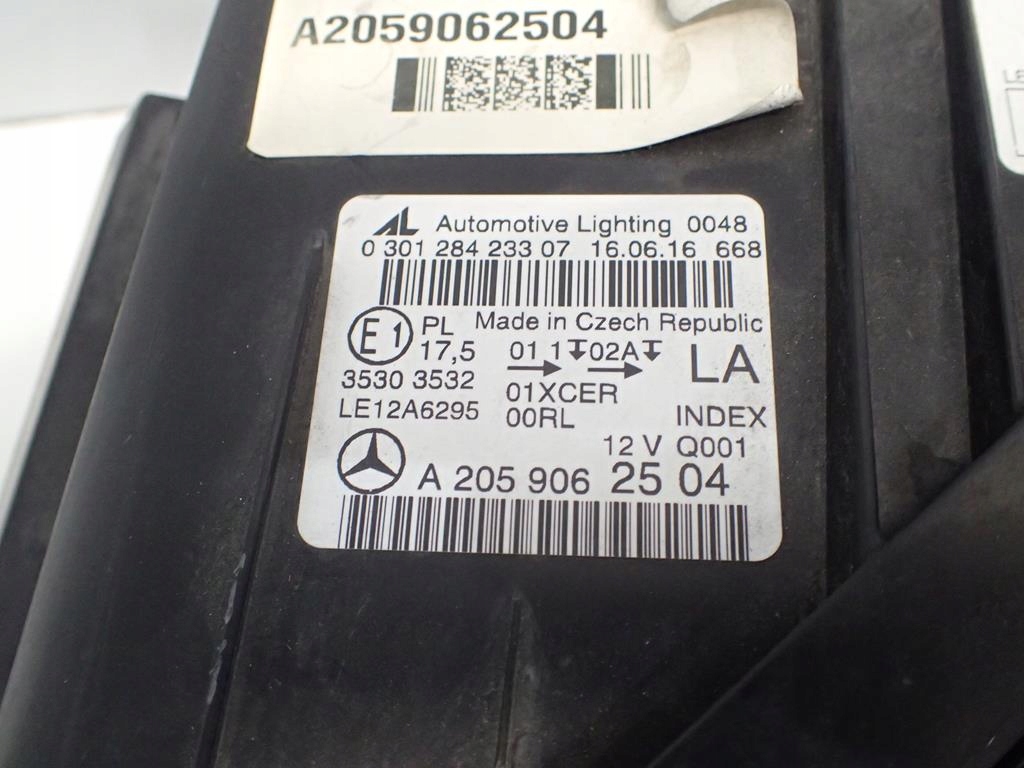 A2059062504
AL Automotive Lighting 0048
0 301 284 233 07 16.06.16 668
E1 PL Made in Czech Republic
17,5 01 1 02A LA
3530 3532 01XCER
LE12A6295 00RL INDEX
12 V Q001
A 205 906 25 04